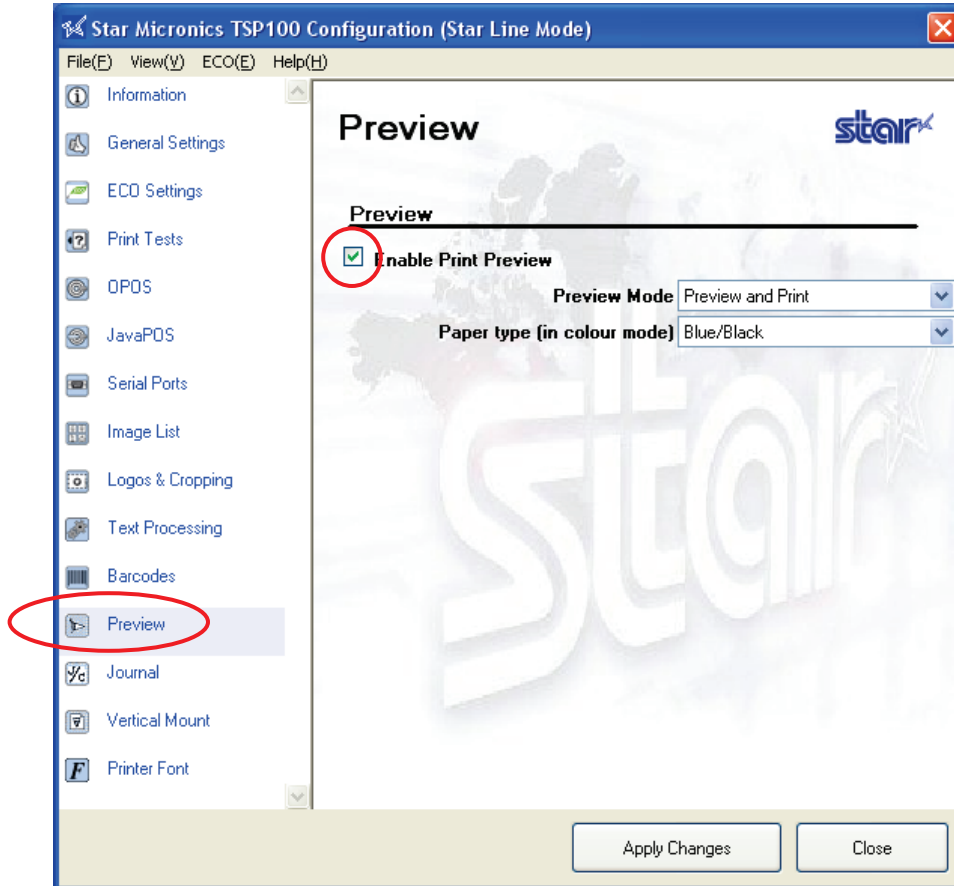 Star Micronics TSP100 Configuration (Star Line Mode)
File(F) View(V) ECO(E) Help(H)
Information
General Settings
ECO Settings
Print Tests
OPOS
JavaPOS
Serial Ports
Image List
Logos & Cropping
Text Processing
Barcodes
Preview
Journal
Vertical Mount
Printer Font
Preview
star
Preview
Enable Print Preview
Preview Mode Preview and Print
Paper type (in colour mode) Blue/Black
star
Apply Changes Close